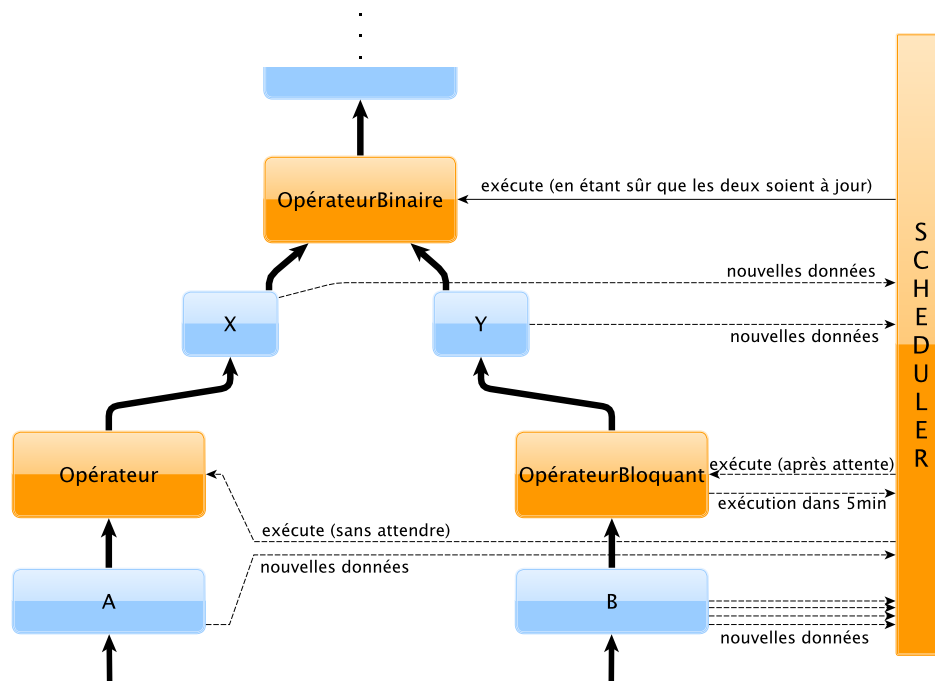 OpérateurBinaire
exécute (en étant sûr que les deux soient à jour)
nouvelles données
X
Y
nouvelles données
SCHEDULER
Opérateur
OpérateurBloquant
exécute (après attente)
exécution dans 5min
exécute (sans attendre)
nouvelles données
A
B
nouvelles données